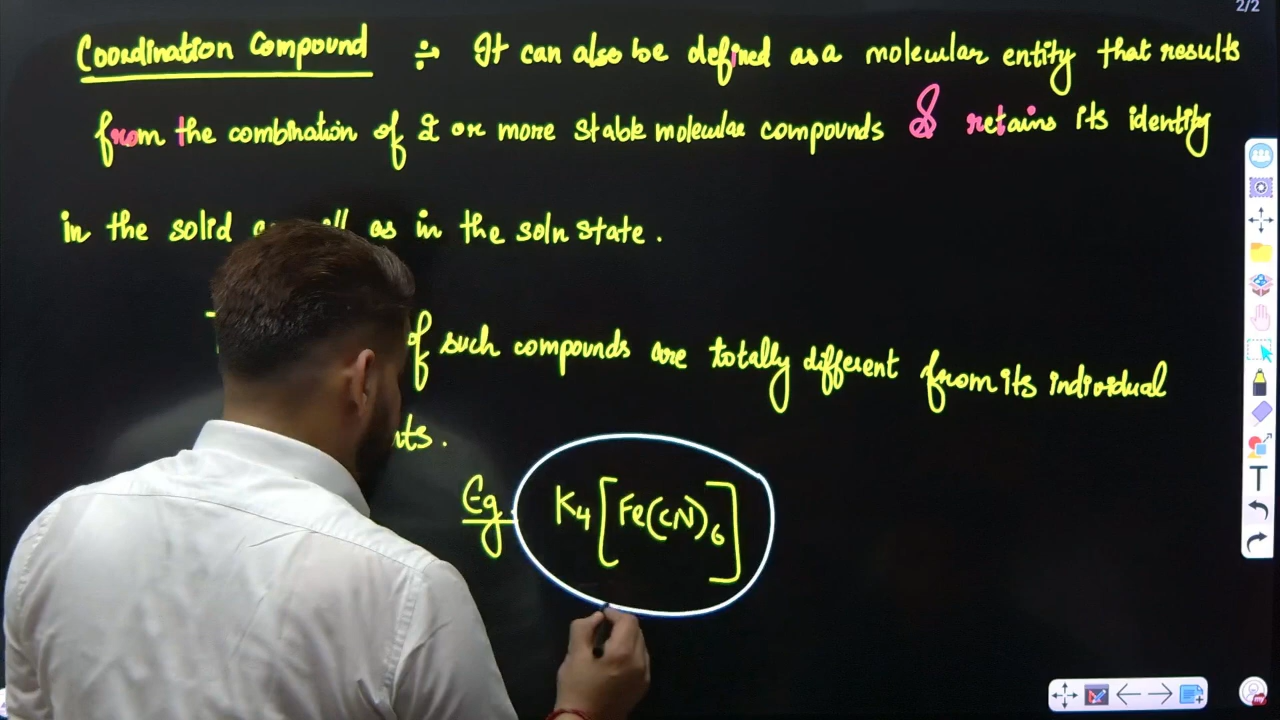 2/2
Coordination Compound ÷ It can also be defined as a molecular entity that results
from the combination of 2 or more stable molecular compounds & retains its identity
in the solid as well as in the soln state.
of such compounds are totally different from its individual
nts.
Eg K4[Fe(CN)6]
T